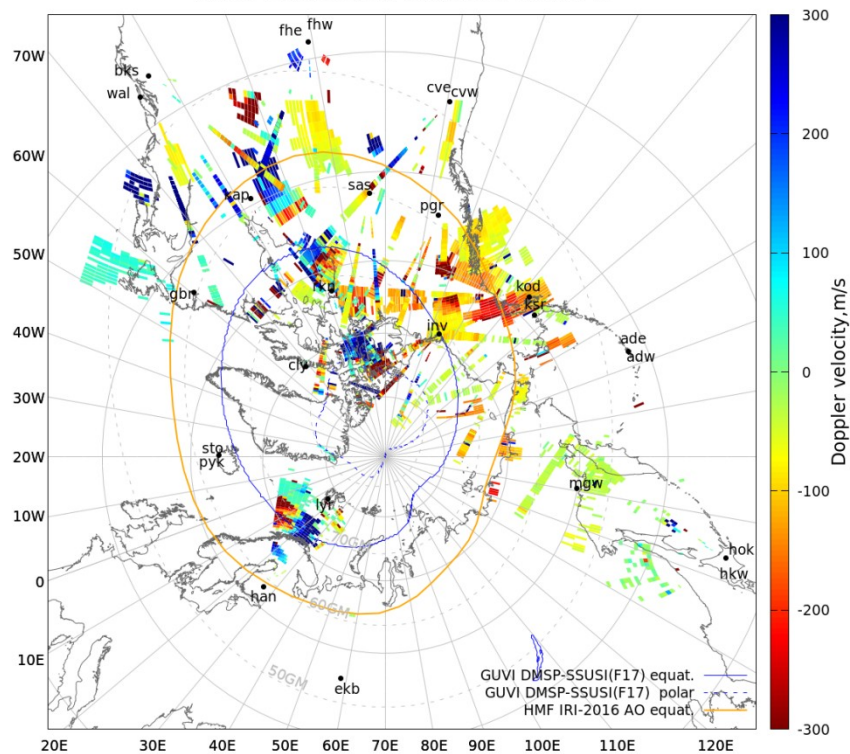 300
fhw
fhe
70W
bks
wal
cve
cvw
200
60W
kap
sas
pgr
50W
100
gbr
rkn
kod
ksr
inv
ade
adw
40W
cly
0
30W
sto
pyk
20W
mgw
-100
10W
lyr
70GM
hok
hkw
0
han
60GM
-200
10E
50GM
ekb
GUVI DMSP-SSUSI(F17) equat.
GUVI DMSP-SSUSI(F17) polar
HMF IRI-2016 AO equat.
-300
20E 30E 40E 50E 60E 70E 80E 90E 100E 110E 120E
Doppler velocity,m/s